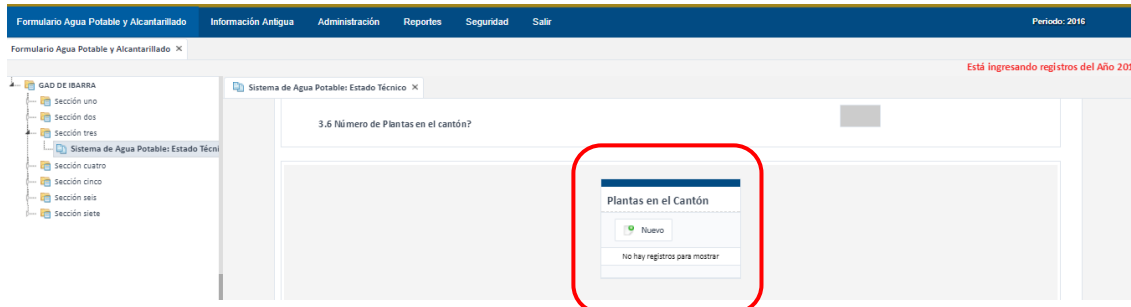 Formulario Agua Potable y Alcantarillado Información Antigua Administración Reportes Seguridad Salir Periodo: 2016
Formulario Agua Potable y Alcantarillado ×
Está ingresando registros del Año 201
GAD DE IBARRA
Sección uno
Sección dos
Sección tres
Sistema de Agua Potable: Estado Técni
Sección cuatro
Sección cinco
Sección seis
Sección siete
Sistema de Agua Potable: Estado Técnico ×
3.6 Número de Plantas en el cantón?
Plantas en el Cantón
Nuevo
No hay registros para mostrar